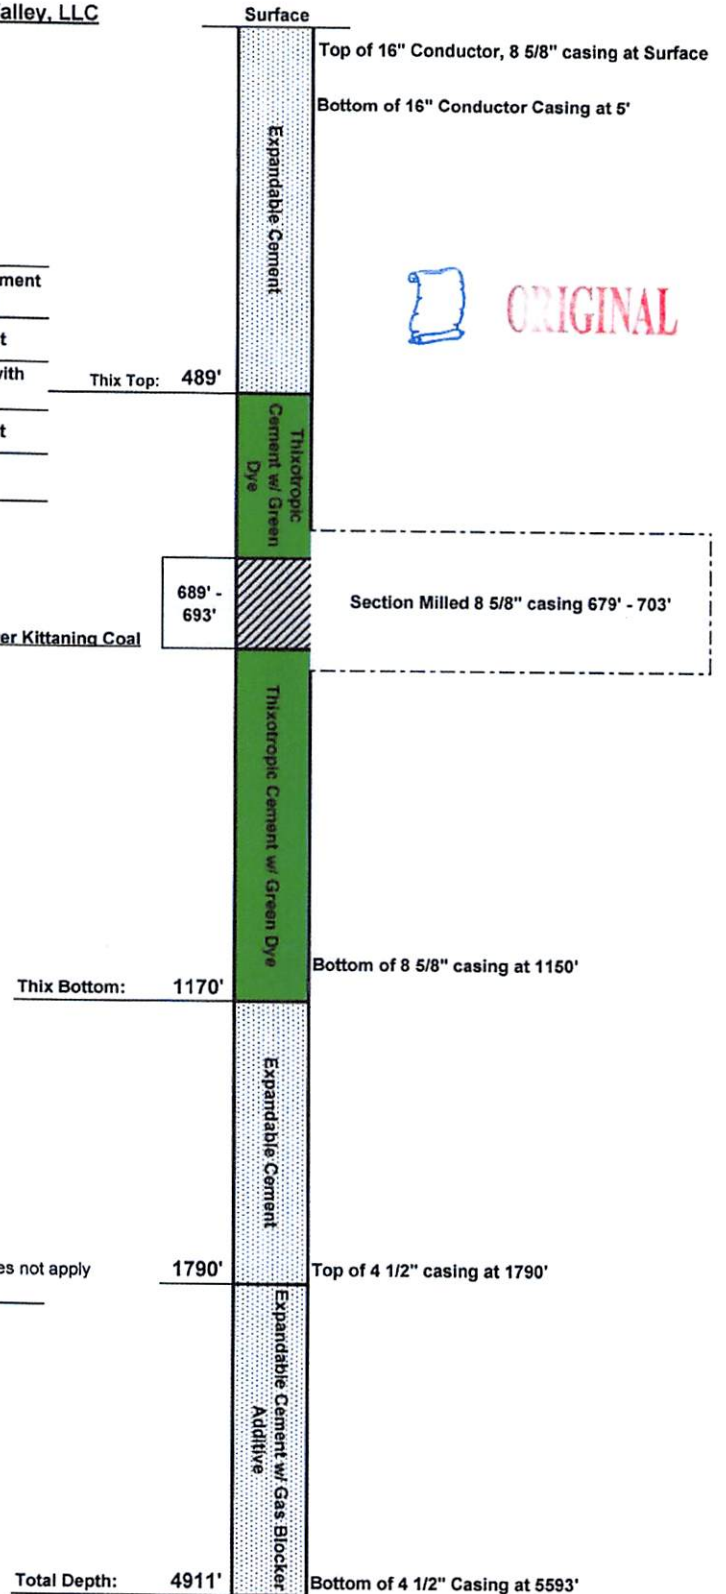 alley, LLC
Surface
Top of 16" Conductor, 8 5/8" casing at Surface
Bottom of 16" Conductor Casing at 5'
Expandable Cement
ORIGINAL
ment
t
vith
Thix Top: 489'
t
Thixotropic
Cement w/ Green
Dye
689' -
693'
Section Milled 8 5/8" casing 679' - 703'
er Kittaning Coal
Thixotropic Cement w/ Green Dye
Bottom of 8 5/8" casing at 1150'
Thix Bottom: 1170'
Expandable Cement
es not apply
1790'
Top of 4 1/2" casing at 1790'
Expandable Cement w/ Gas Blocker
Additive
Total Depth: 4911'
Bottom of 4 1/2" Casing at 5593'